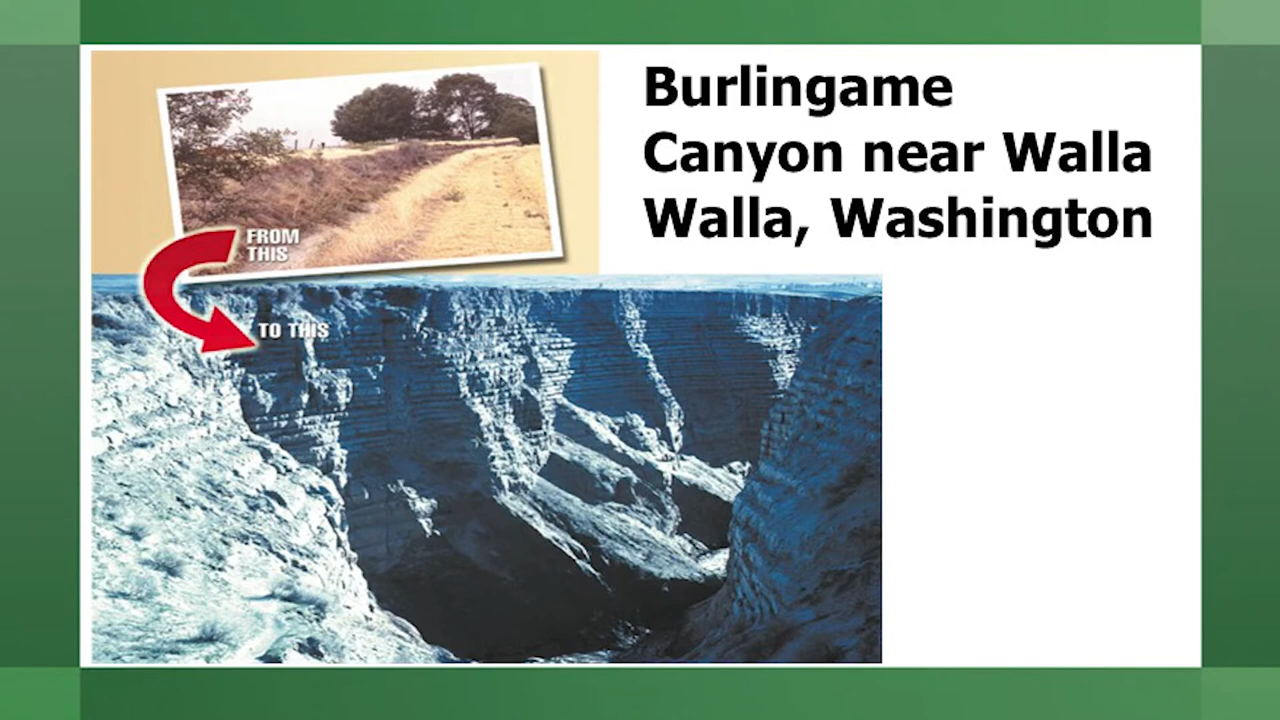 Burlingame
Canyon near Walla
Walla, Washington
FROM
THIS
TO THIS